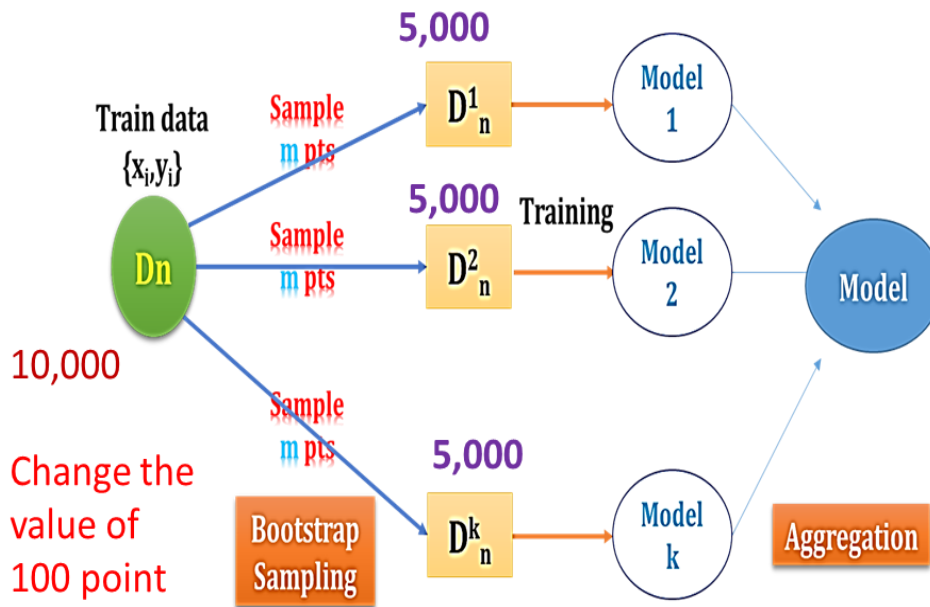 5,000
Train data
{xᵢ,yᵢ}
Sample
m pts
D¹ₙ
Model
1
Dn
Sample
m pts
5,000
D²ₙ
Training
Model
2
Model
10,000
Sample
m pts
5,000
Dᵏₙ
Model
k
Change the
value of
100 point
Bootstrap
Sampling
Aggregation